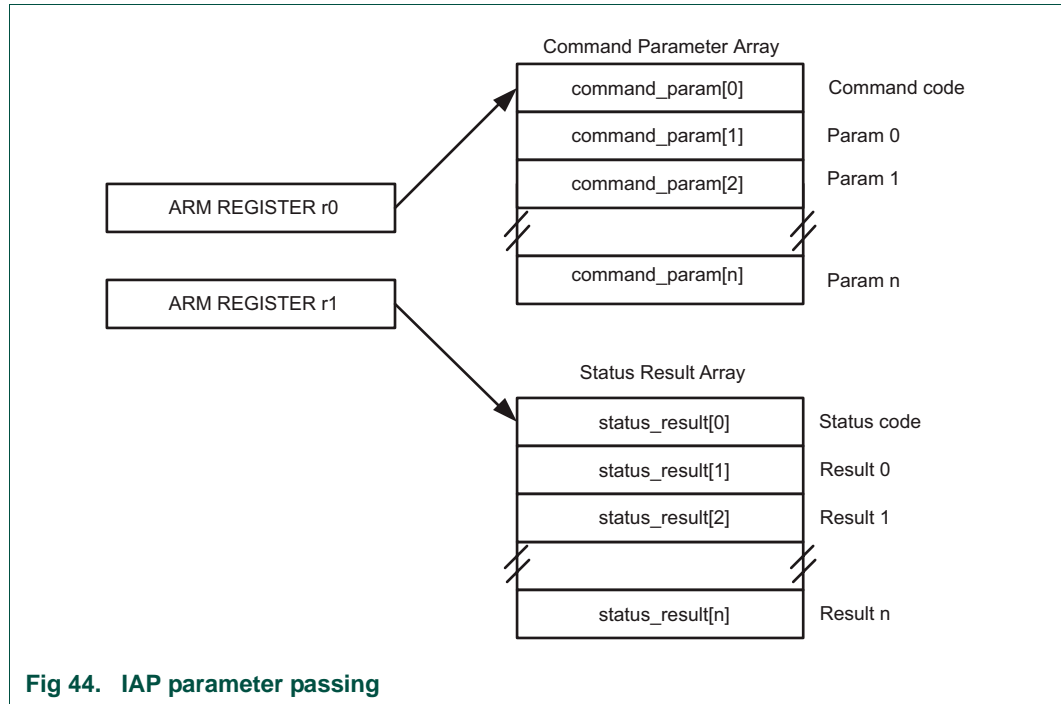 Command Parameter Array
command_param[0] Command code
command_param[1] Param 0
command_param[2] Param 1
ARM REGISTER r0
command_param[n] Param n
ARM REGISTER r1
Status Result Array
status_result[0] Status code
status_result[1] Result 0
status_result[2] Result 1
status_result[n] Result n
Fig 44. IAP parameter passing